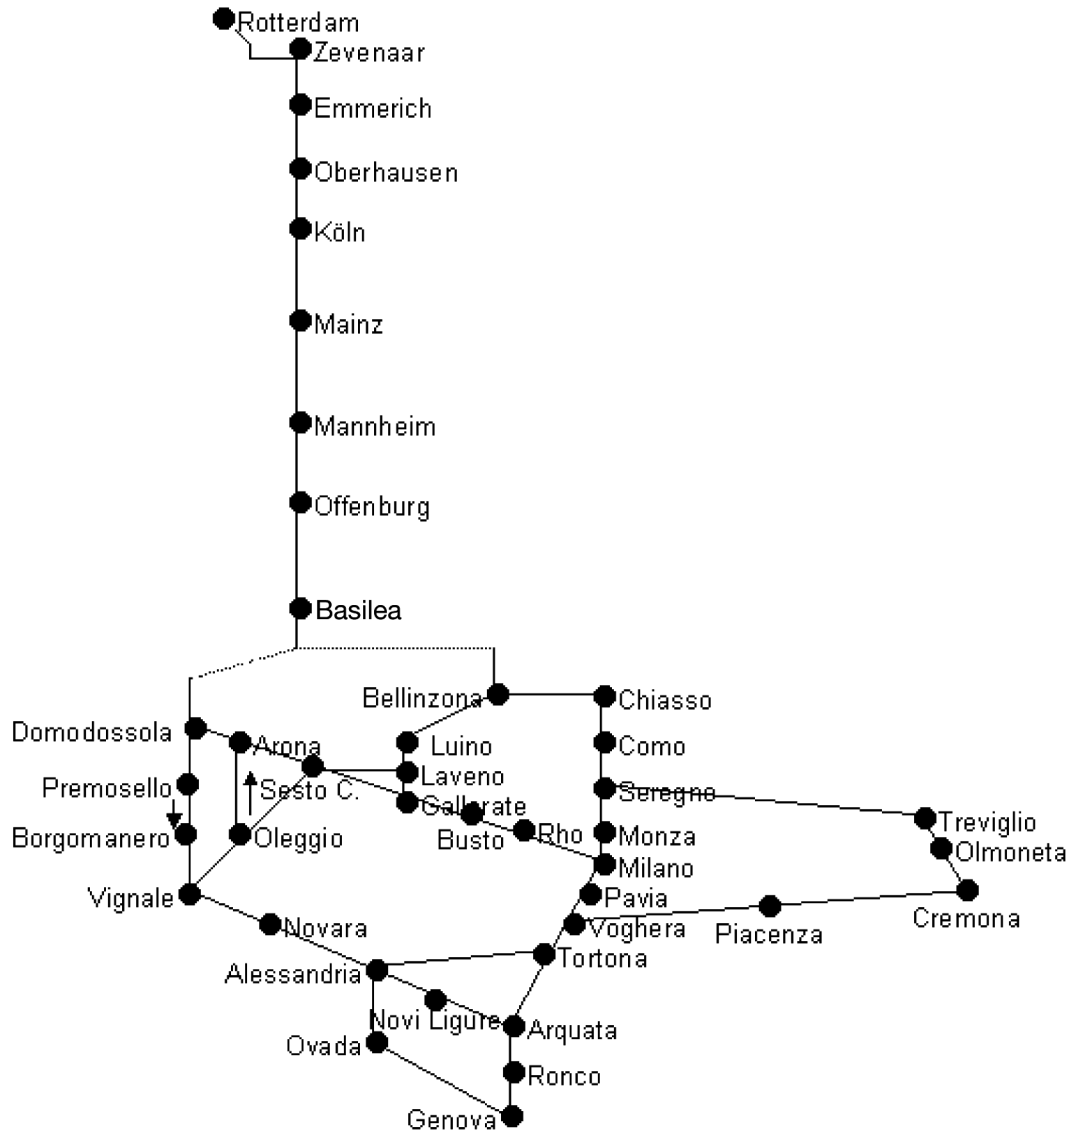 Rotterdam
Zevenaar
Emmerich
Oberhausen
Köln
Mainz
Mannheim
Offenburg
Basilea
Bellinzona
Chiasso
Domodossola
Arona
Luino
Como
Premosello
Sesto C.
Laveno
Gallarate
Seregno
Treviglio
Borgomanero
Oleggio
Busto
Rho
Monza
Olmoneta
Milano
Vignale
Pavia
Cremona
Novara
Voghera
Piacenza
Tortona
Alessandria
Novi Ligure
Arquata
Ovada
Ronco
Genova